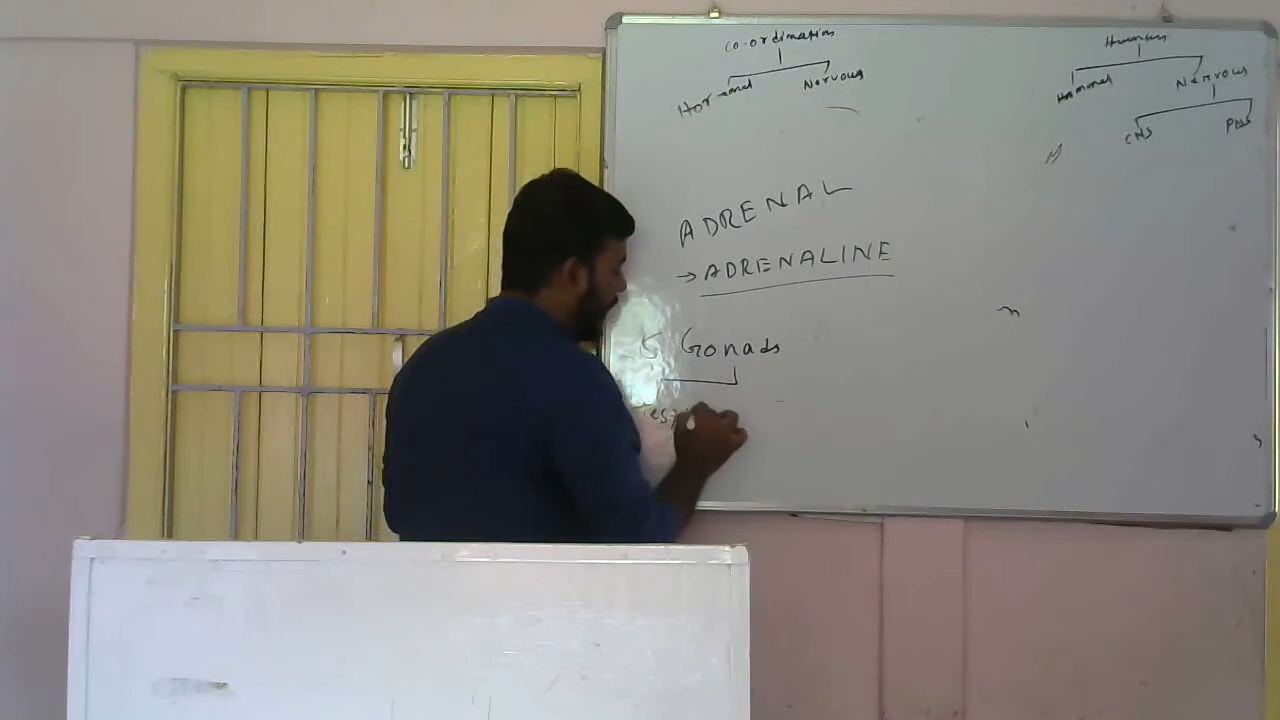 Co-ordination
Hormonal Nervous
Humans
Hormonal Nervous
CNS PNS
ADRENAL
→ ADRENALINE
5 Gonads